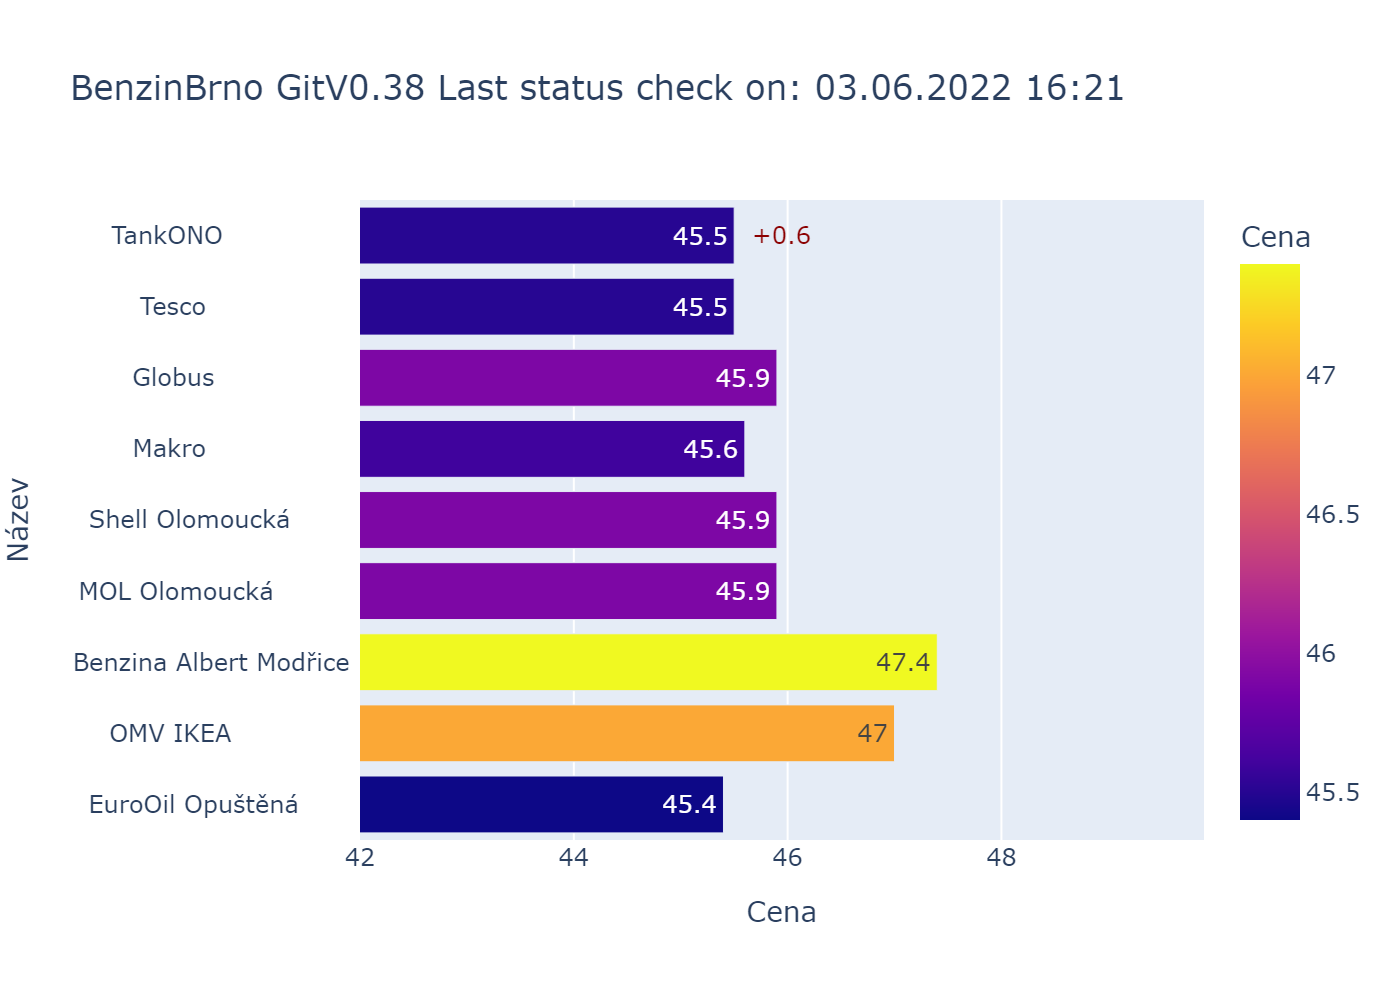 BenzinBrno GitV0.38 Last status check on: 03.06.2022 16:21
TankONO
45.5
+0.6
Tesco
45.5
Globus
45.9
Makro
45.6
Shell Olomoucká
45.9
MOL Olomoucká
45.9
Benzina Albert Modřice
47.4
OMV IKEA
47
EuroOil Opuštěná
45.4
42
44
46
48
Cena
Název
Cena
47
46.5
46
45.5